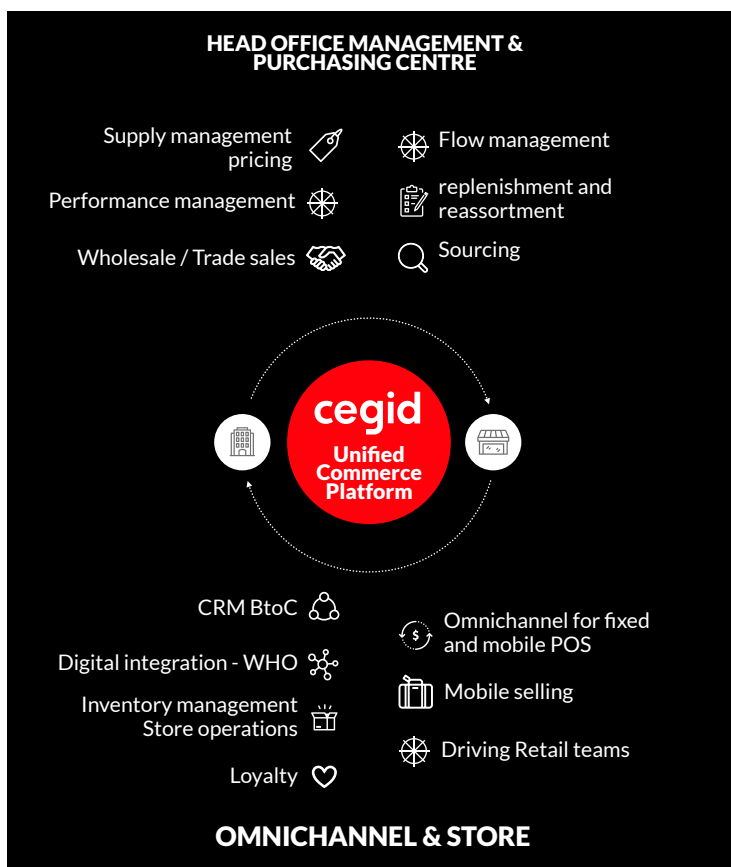 HEAD OFFICE MANAGEMENT &
PURCHASING CENTRE
Supply management
pricing
Performance management
Wholesale / Trade sales
Flow management
replenishment and
reassortment
Sourcing
cegid
Unified
Commerce
Platform
CRM BtoC
Digital integration - WHO
Inventory management
Store operations
Loyalty
$
Omnichannel for fixed
and mobile POS
Mobile selling
Driving Retail teams
OMNICHANNEL & STORE